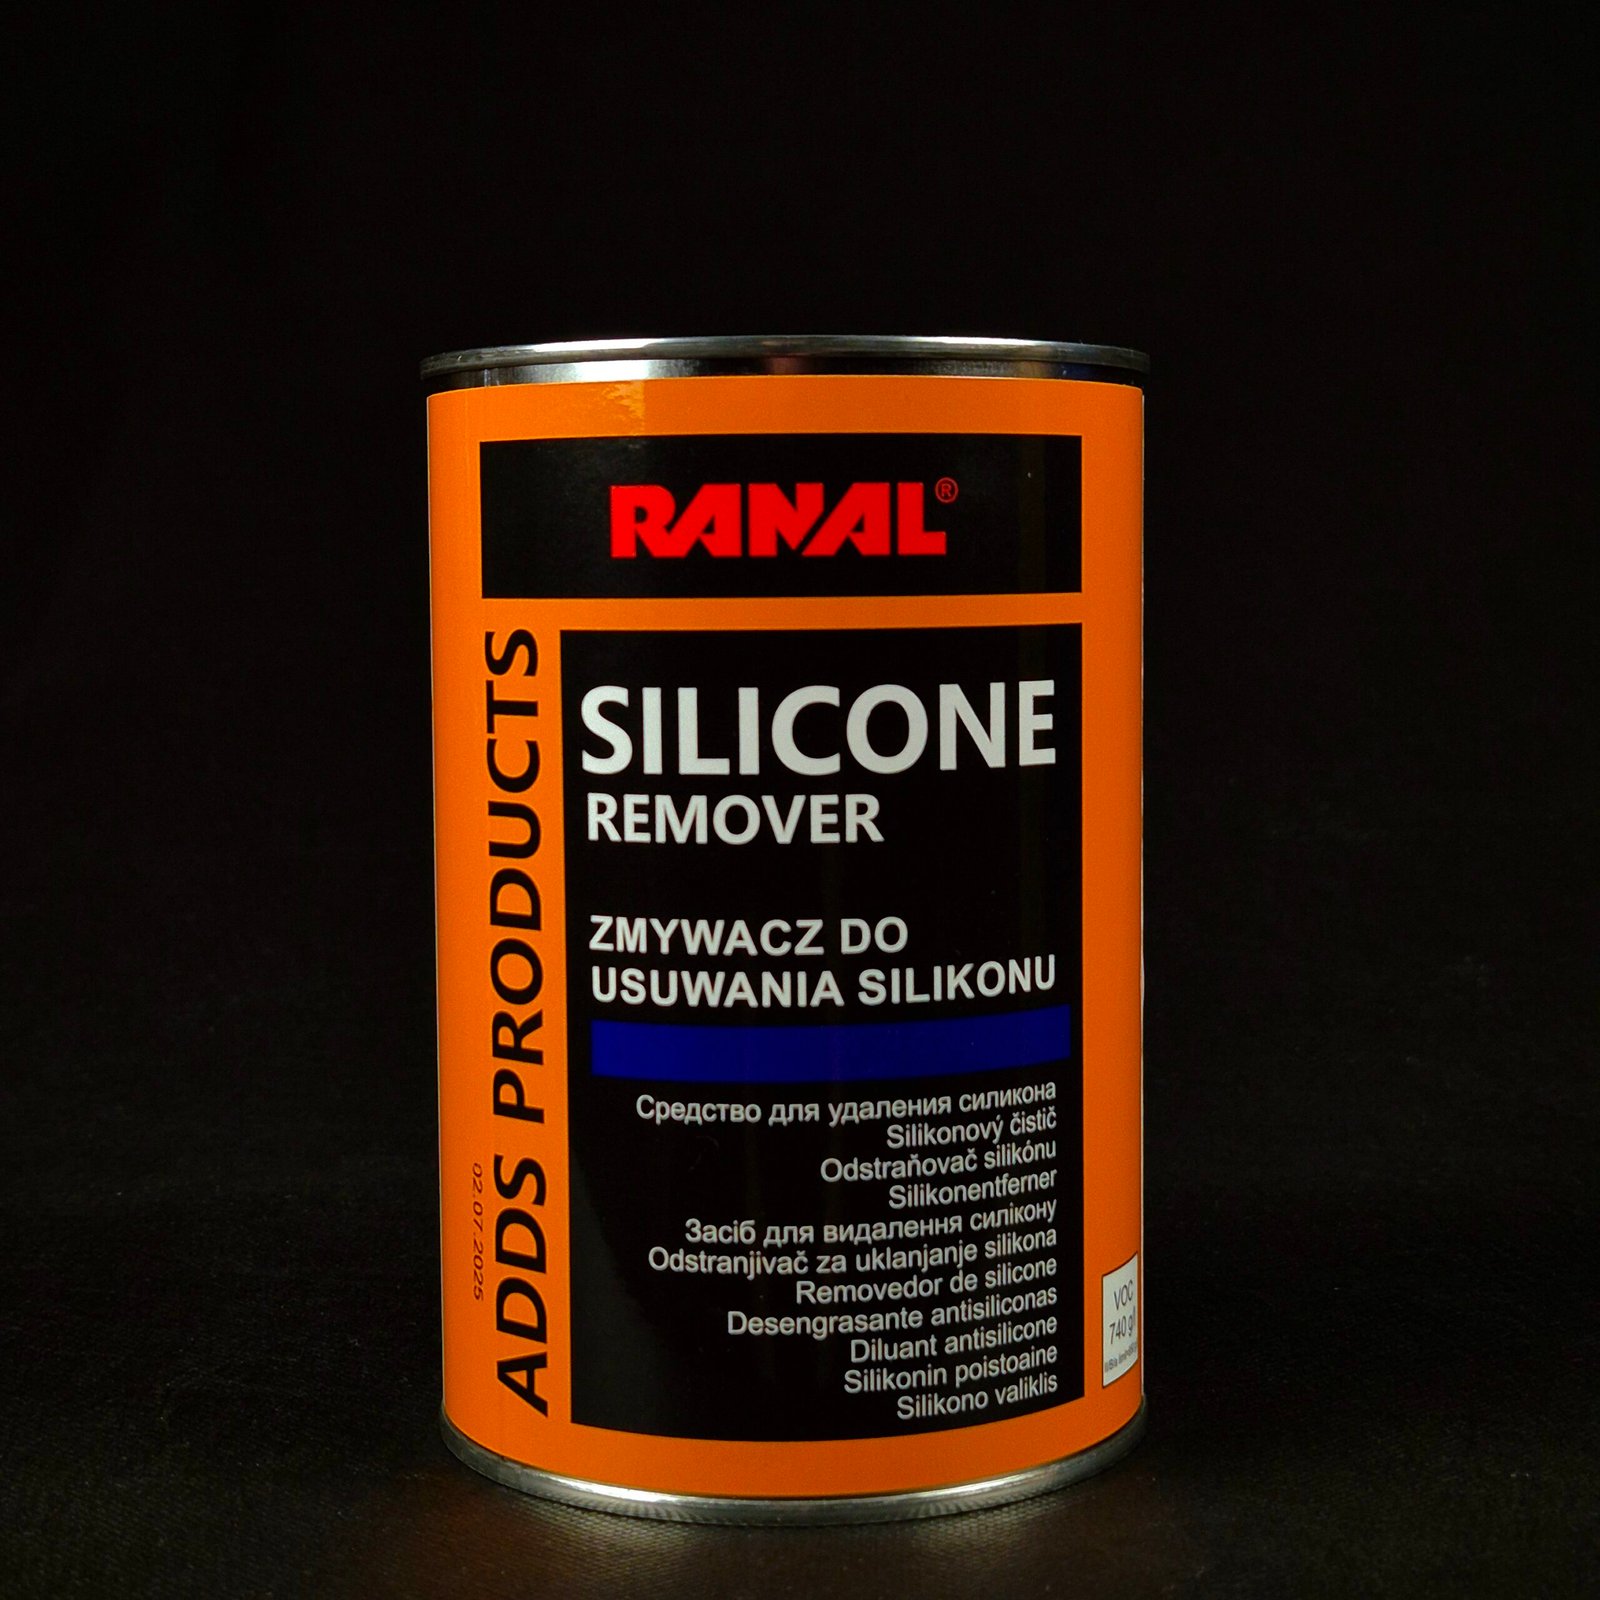 RANAL®
ADDS PRODUCTS
02.07.2025
SILICONE
REMOVER
ZMYWACZ DO
USUWANIA SILIKONU
Средство для удаления силикона
Silikonový čistič
Odstraňovač silikónu
Silikonentferner
Засіб для видалення силікону
Odstranjivač za uklanjanje silikona
Removedor de silicone
Desengrasante antisiliconas
Diluant antisilicone
Silikonin poistoaine
Silikono valiklis
VOC
740 g/l